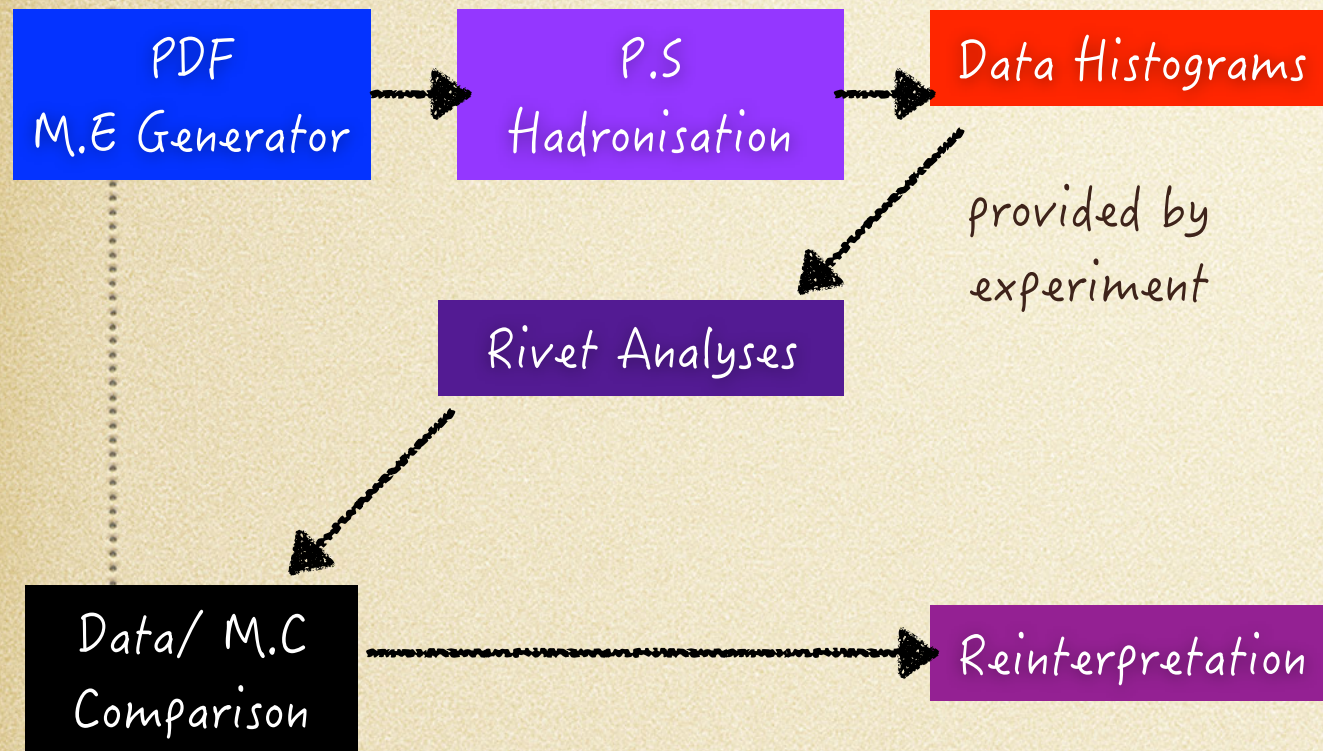 PDF
M.E Generator
P.S
Hadronisation
Data Histograms
provided by
experiment
Rivet Analyses
Data/ M.C
Comparison
Reinterpretation